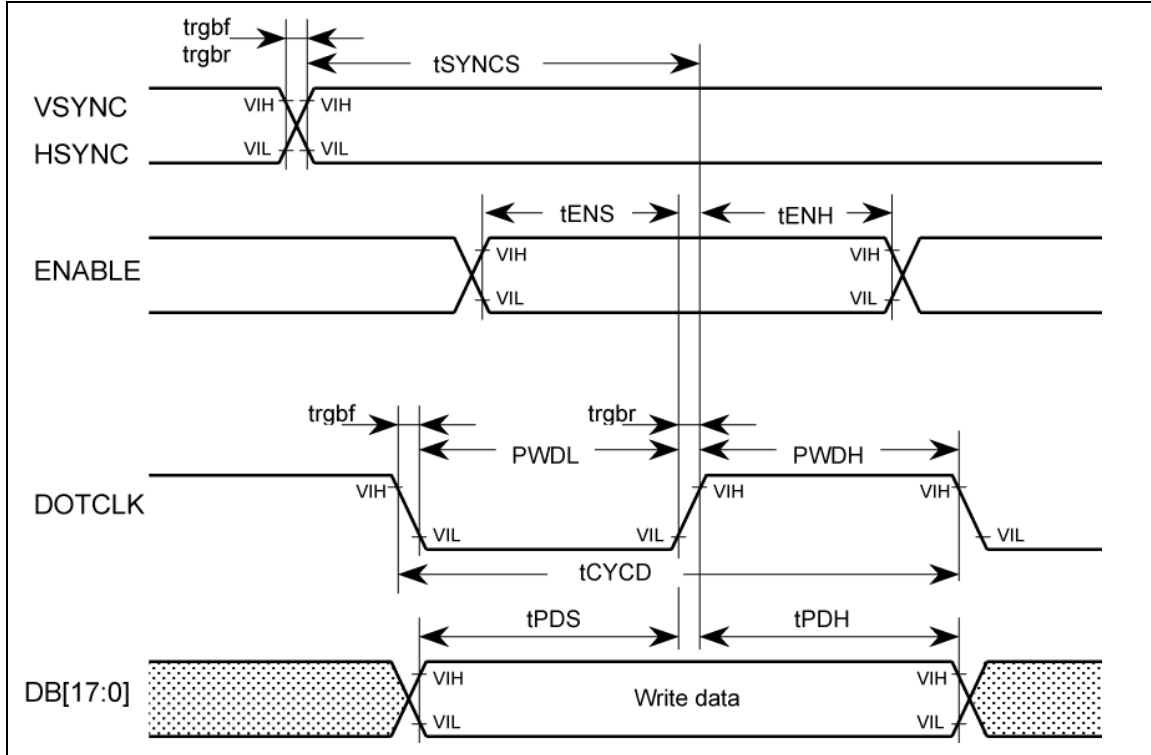 trgbf
trgbr
tSYNCS
VSYNC
VIH
VIH
HSYNC
VIL
VIL
tENS
tENH
ENABLE
VIH
VIH
VIL
VIL
trgbf
trgbr
PWDL
PWDH
DOTCLK
VIH
VIH
VIH
VIL
VIL
VIL
tCYCD
tPDS
tPDH
DB[17:0]
VIH
Write data
VIH
VIL
VIL